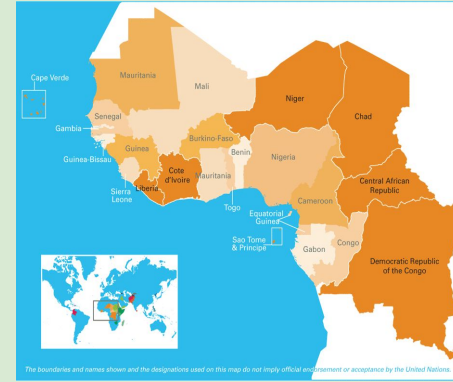 Cape Verde
Mauritania
Mali
Niger
Chad
Senegal
Gambia
Guinea-Bissau
Guinea
Burkino-Faso
Benin
Nigeria
Sierra
Leone
Liberia
Cote
d'Ivoire
Mauritania
Togo
Central African
Republic
Cameroon
Equatorial
Guinea
Sao Tome
& Principe
Gabon
Congo
Democratic Republic
of the Congo
The boundaries and names shown and the designations used on this map do not imply official endorsement or acceptance by the United Nations.